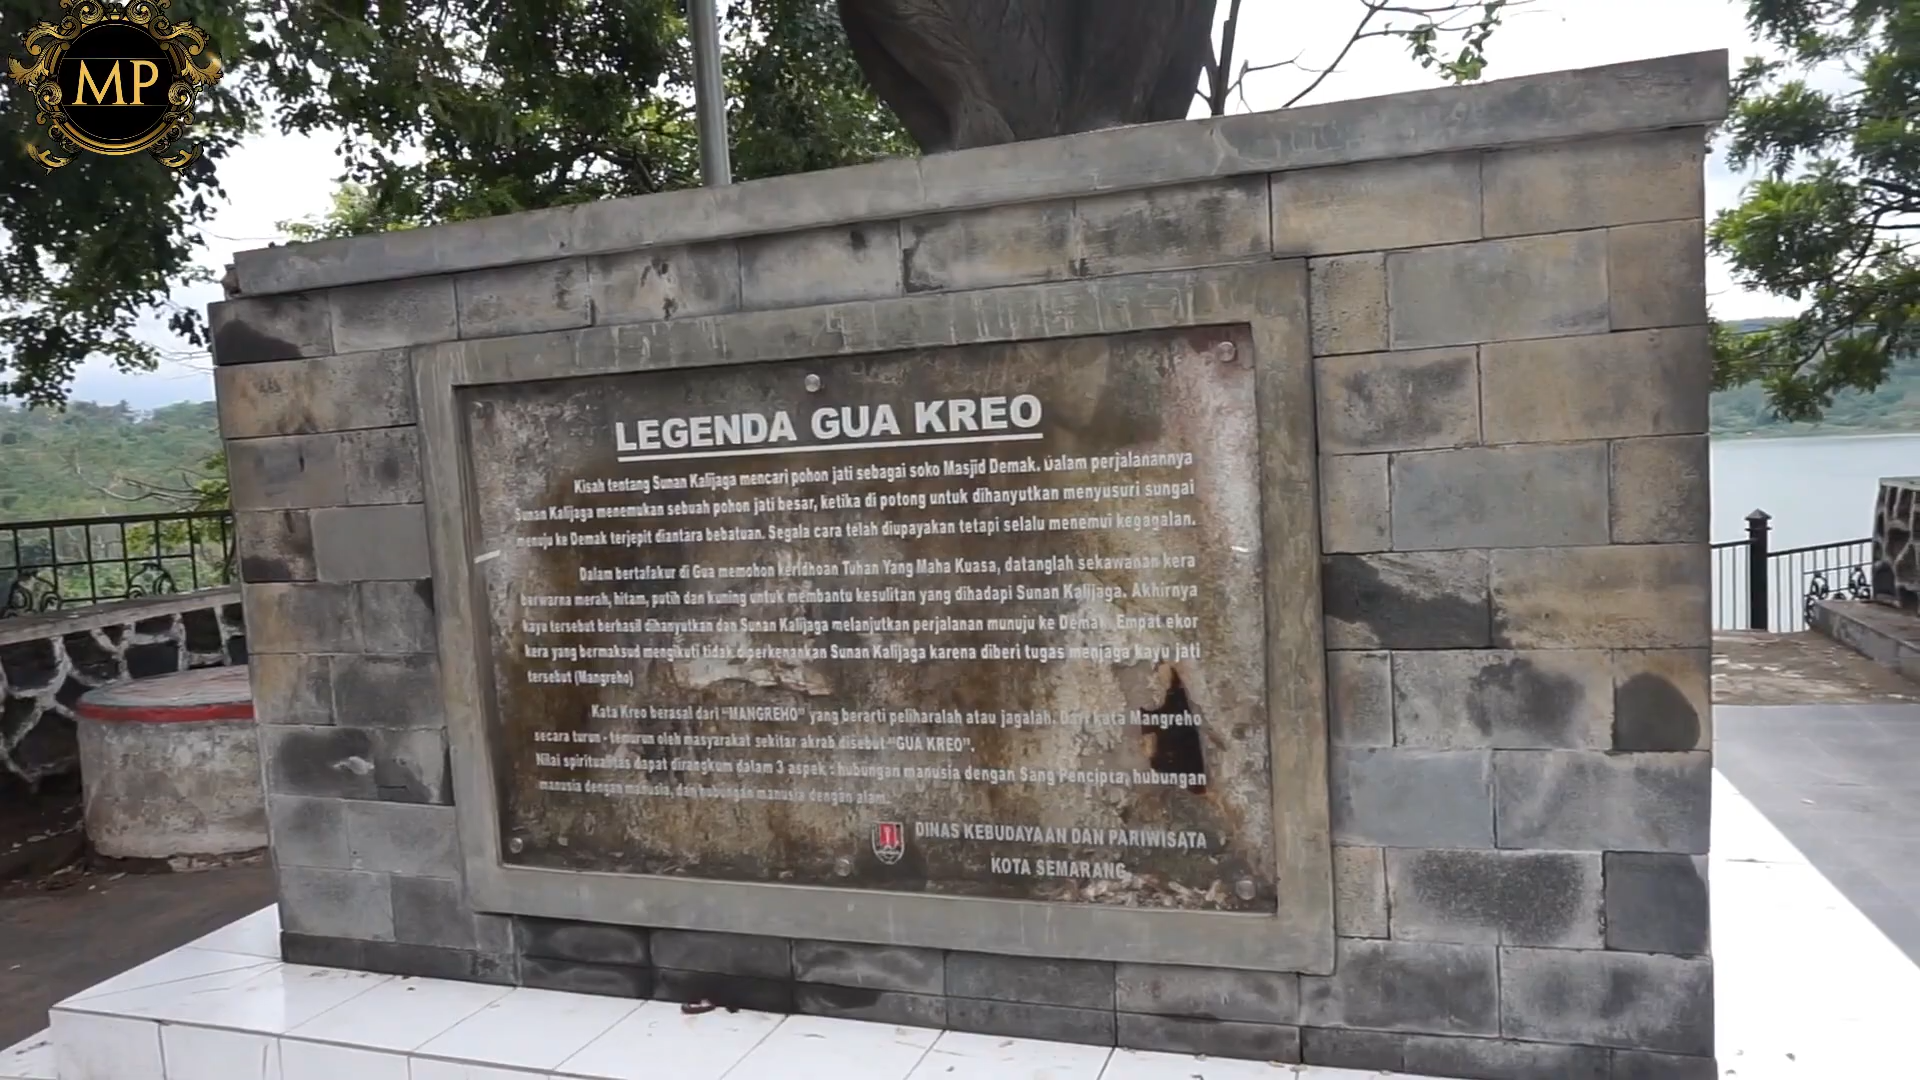 MP
LEGENDA GUA KREO
Kisah tentang Sunan Kalijaga mencari pohon jati sebagai soko Masjid Demak. Dalam perjalanannya
Sunan Kalijaga menemukan sebuah pohon jati besar, ketika di potong untuk dihanyutkan menyusuri sungai
menuju ke Demak terjepit diantara bebatuan. Segala cara telah diupayakan tetapi selalu menemui kegagalan.
Dalam bertafakur di Gua memohon keridhoan Tuhan Yang Maha Kuasa, datanglah sekawanan kera
berwarna merah, hitam, putih dan kuning untuk membantu kesulitan yang dihadapi Sunan Kalijaga. Akhirnya
kayu tersebut berhasil dihanyutkan dan Sunan Kalijaga melanjutkan perjalanan munuju ke Demak. Empat ekor
kera yang bermaksud mengikuti tidak diperkenankan Sunan Kalijaga karena diberi tugas menjaga kayu jati
tersebut (Mangreho)
Kata Kreo berasal dari "MANGREHO" yang berarti peliharalah atau jagalah. Dari kata Mangreho
secara turun - temurun oleh masyarakat sekitar akrab disebut "GUA KREO".
Nilai spiritualitas dapat dirangkum dalam 3 aspek : hubungan manusia dengan Sang Pencipta, hubungan
manusia dengan manusia, dan hubungan manusia dengan alam.
DINAS KEBUDAYAAN DAN PARIWISATA
KOTA SEMARANG